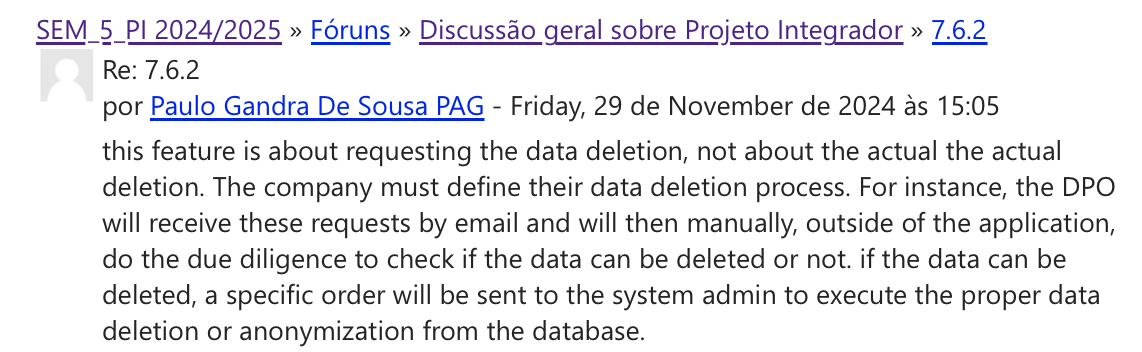 SEM_5_PI 2024/2025 » Fóruns » Discussão geral sobre Projeto Integrador » 7.6.2
Re: 7.6.2
por Paulo Gandra De Sousa PAG - Friday, 29 de November de 2024 às 15:05
this feature is about requesting the data deletion, not about the actual the actual
deletion. The company must define their data deletion process. For instance, the DPO
will receive these requests by email and will then manually, outside of the application,
do the due diligence to check if the data can be deleted or not. if the data can be
deleted, a specific order will be sent to the system admin to execute the proper data
deletion or anonymization from the database.